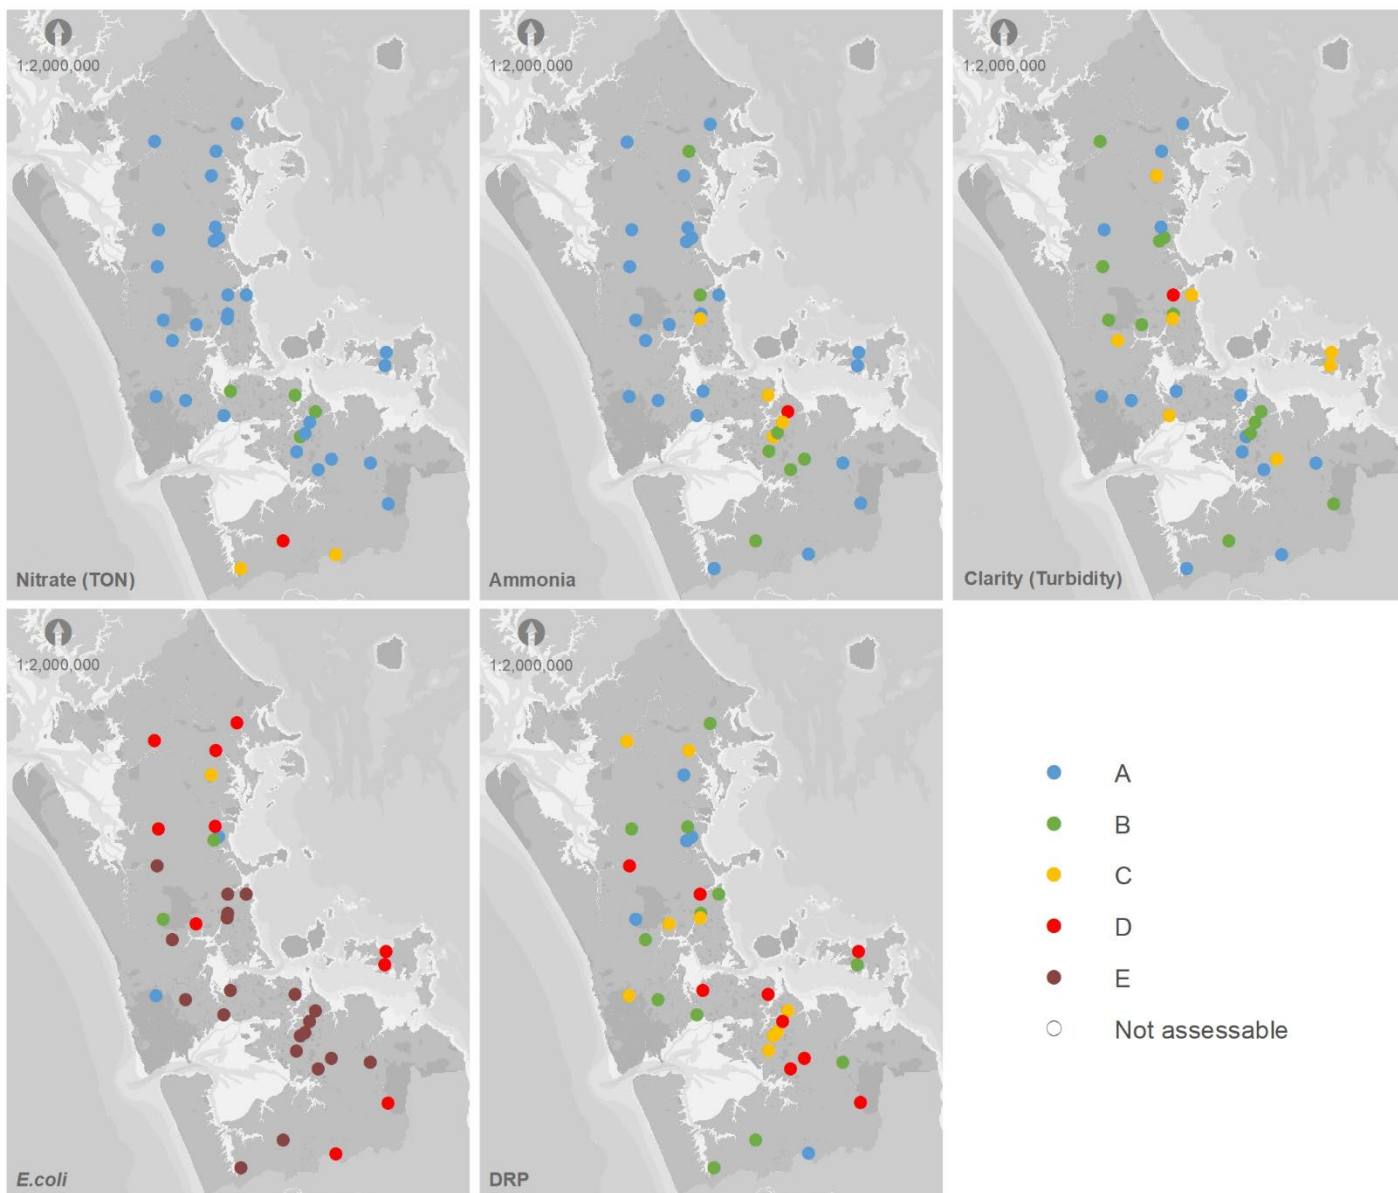 1:2,000,000
1:2,000,000
1:2,000,000
Nitrate (TON)
Ammonia
Clarity (Turbidity)
1:2,000,000
1:2,000,000
A
B
C
D
E
Not assessable
E.coli
DRP